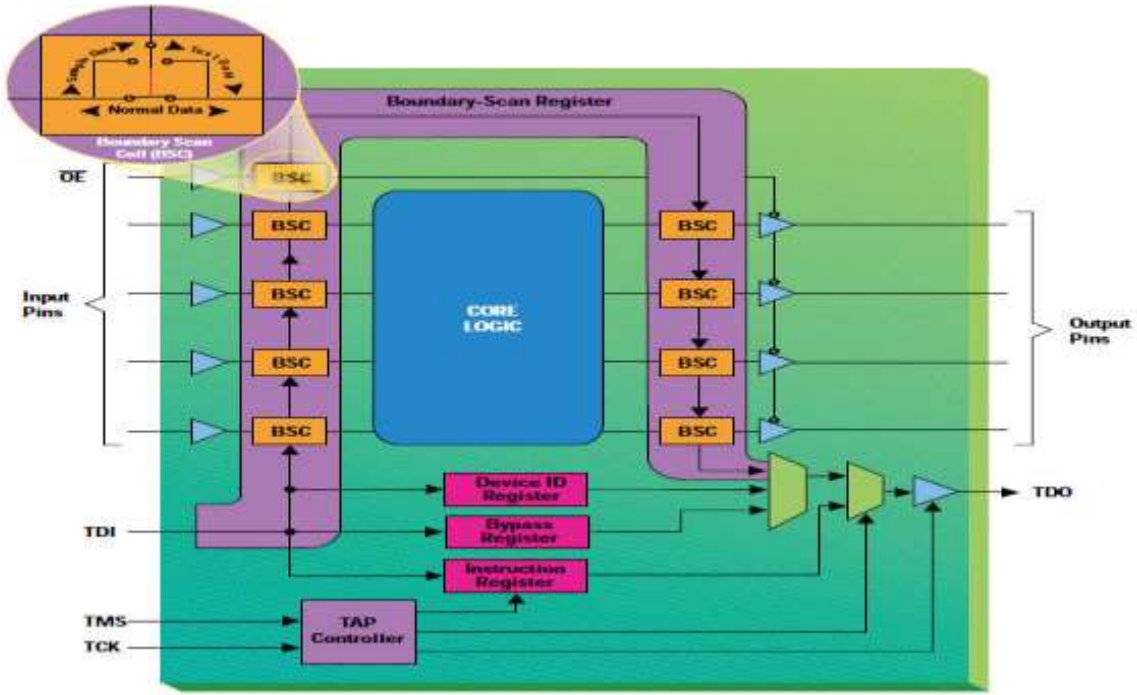 Sample Data
Test Data
Normal Data
Boundary Scan
Cell (BSC)
Boundary-Scan Register
OE
BSC
BSC
BSC
BSC
BSC
BSC
BSC
BSC
BSC
Input
Pins
CORE
LOGIC
Output
Pins
Device ID
Register
Bypass
Register
Instruction
Register
TDI
TDO
TMS
TCK
TAP
Controller